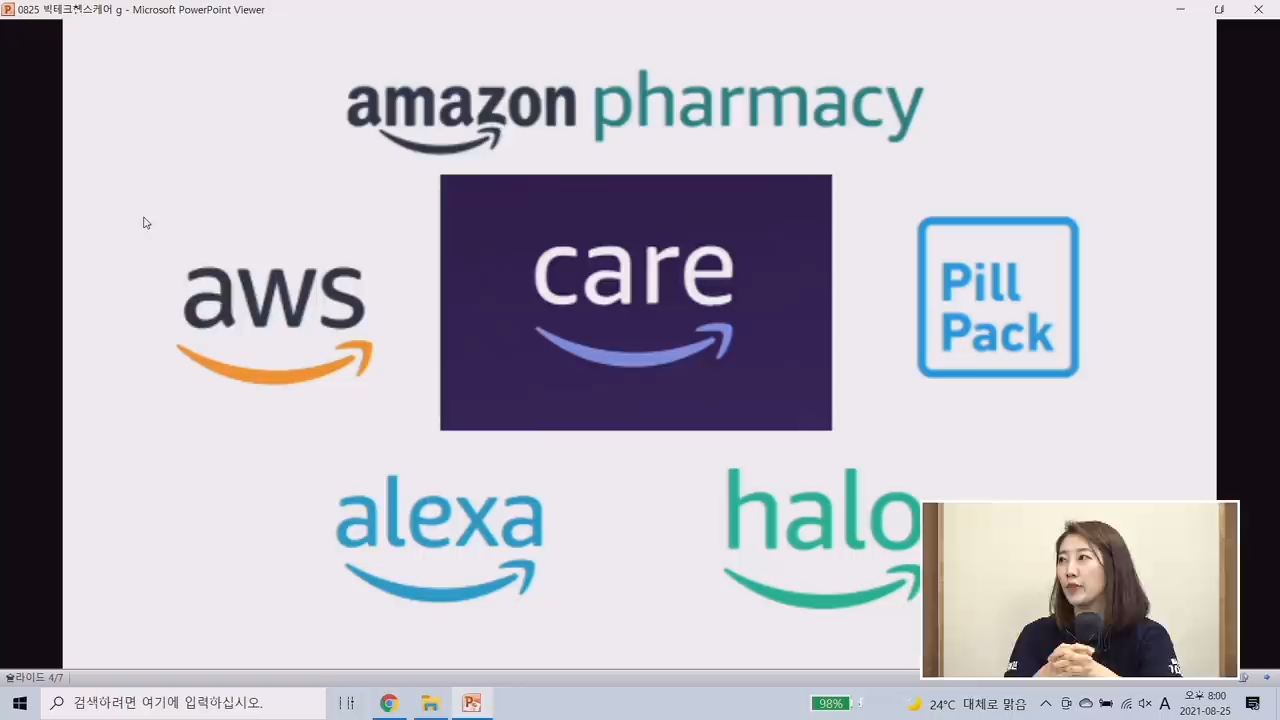 0825 빅테크헬스케어 g - Microsoft PowerPoint Viewer
amazon pharmacy
aws
care
Pill
Pack
alexa
halo
슬라이드 4/7
검색하려면 여기에 입력하십시오.
98%
24°C 대체로 맑음
A
오후 8:00
2021-08-25